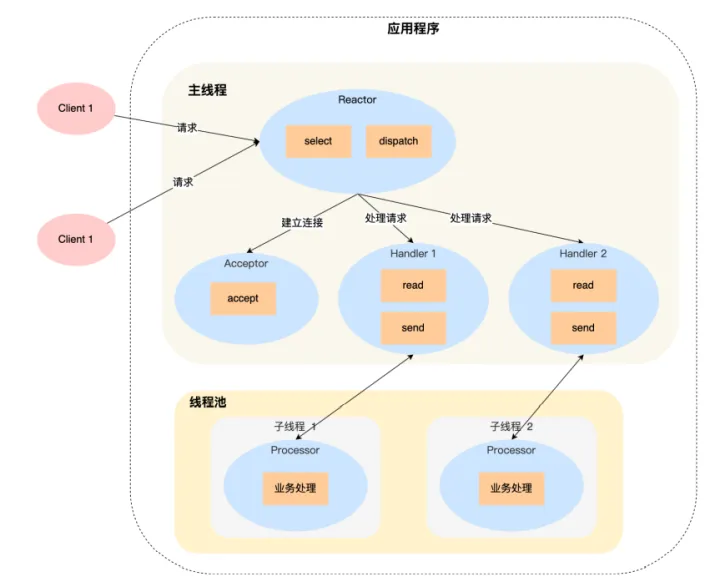 应用程序
主线程
Reactor
select
dispatch
Client 1
请求
请求
Client 1
建立连接
处理请求
处理请求
Acceptor
accept
Handler 1
read
send
Handler 2
read
send
线程池
子线程 1
Processor
业务处理
子线程 2
Processor
业务处理